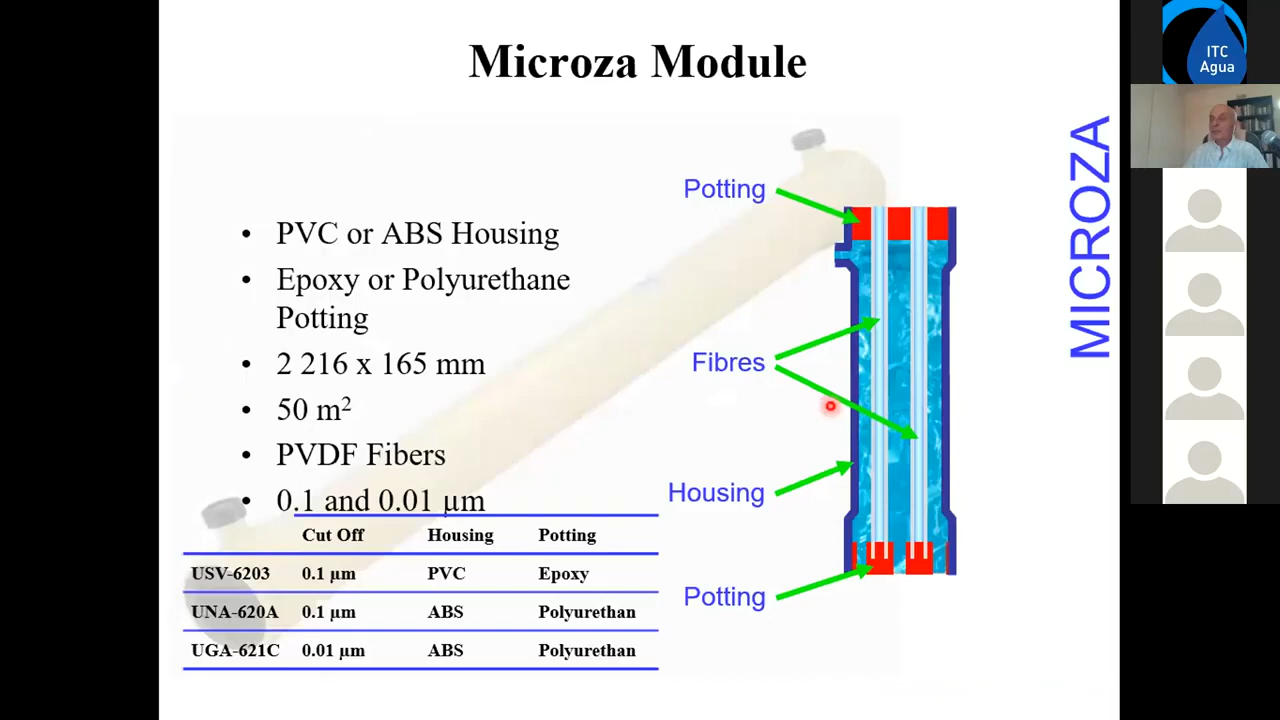 Microza Module
• PVC or ABS Housing
• Epoxy or Polyurethane
Potting
• 2 216 x 165 mm
• 50 m²
• PVDF Fibers
• 0.1 and 0.01 µm
Cut Off Housing Potting
USV-6203 0.1 µm PVC Epoxy
UNA-620A 0.1 µm ABS Polyurethan
UGA-621C 0.01 µm ABS Polyurethan
Potting
Fibres
Housing
Potting
MICROZA
ITC
Agua